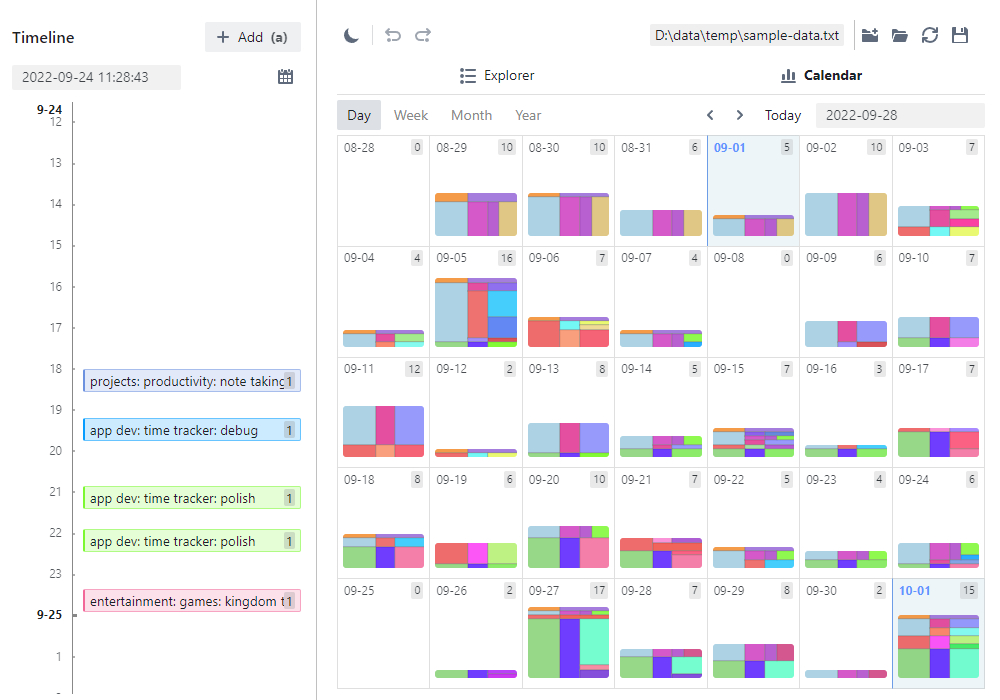 Timeline
+ Add (a)
2022-09-24 11:28:43
9-24
12
13
14
15
16
17
18
projects: productivity: note taking 1
19
app dev: time tracker: debug 1
20
21
app dev: time tracker: polish 1
22
app dev: time tracker: polish 1
23
entertainment: games: kingdom t 1
9-25
1
D:\data\temp\sample-data.txt
Explorer
Calendar
Day Week Month Year
< > Today 2022-09-28
08-28 0 08-29 10 08-30 10 08-31 6 09-01 5 09-02 10 09-03 7
09-04 4 09-05 16 09-06 7 09-07 4 09-08 0 09-09 6 09-10 7
09-11 12 09-12 2 09-13 8 09-14 5 09-15 7 09-16 3 09-17 7
09-18 8 09-19 6 09-20 10 09-21 7 09-22 5 09-23 4 09-24 6
09-25 0 09-26 2 09-27 17 09-28 7 09-29 8 09-30 2 10-01 15